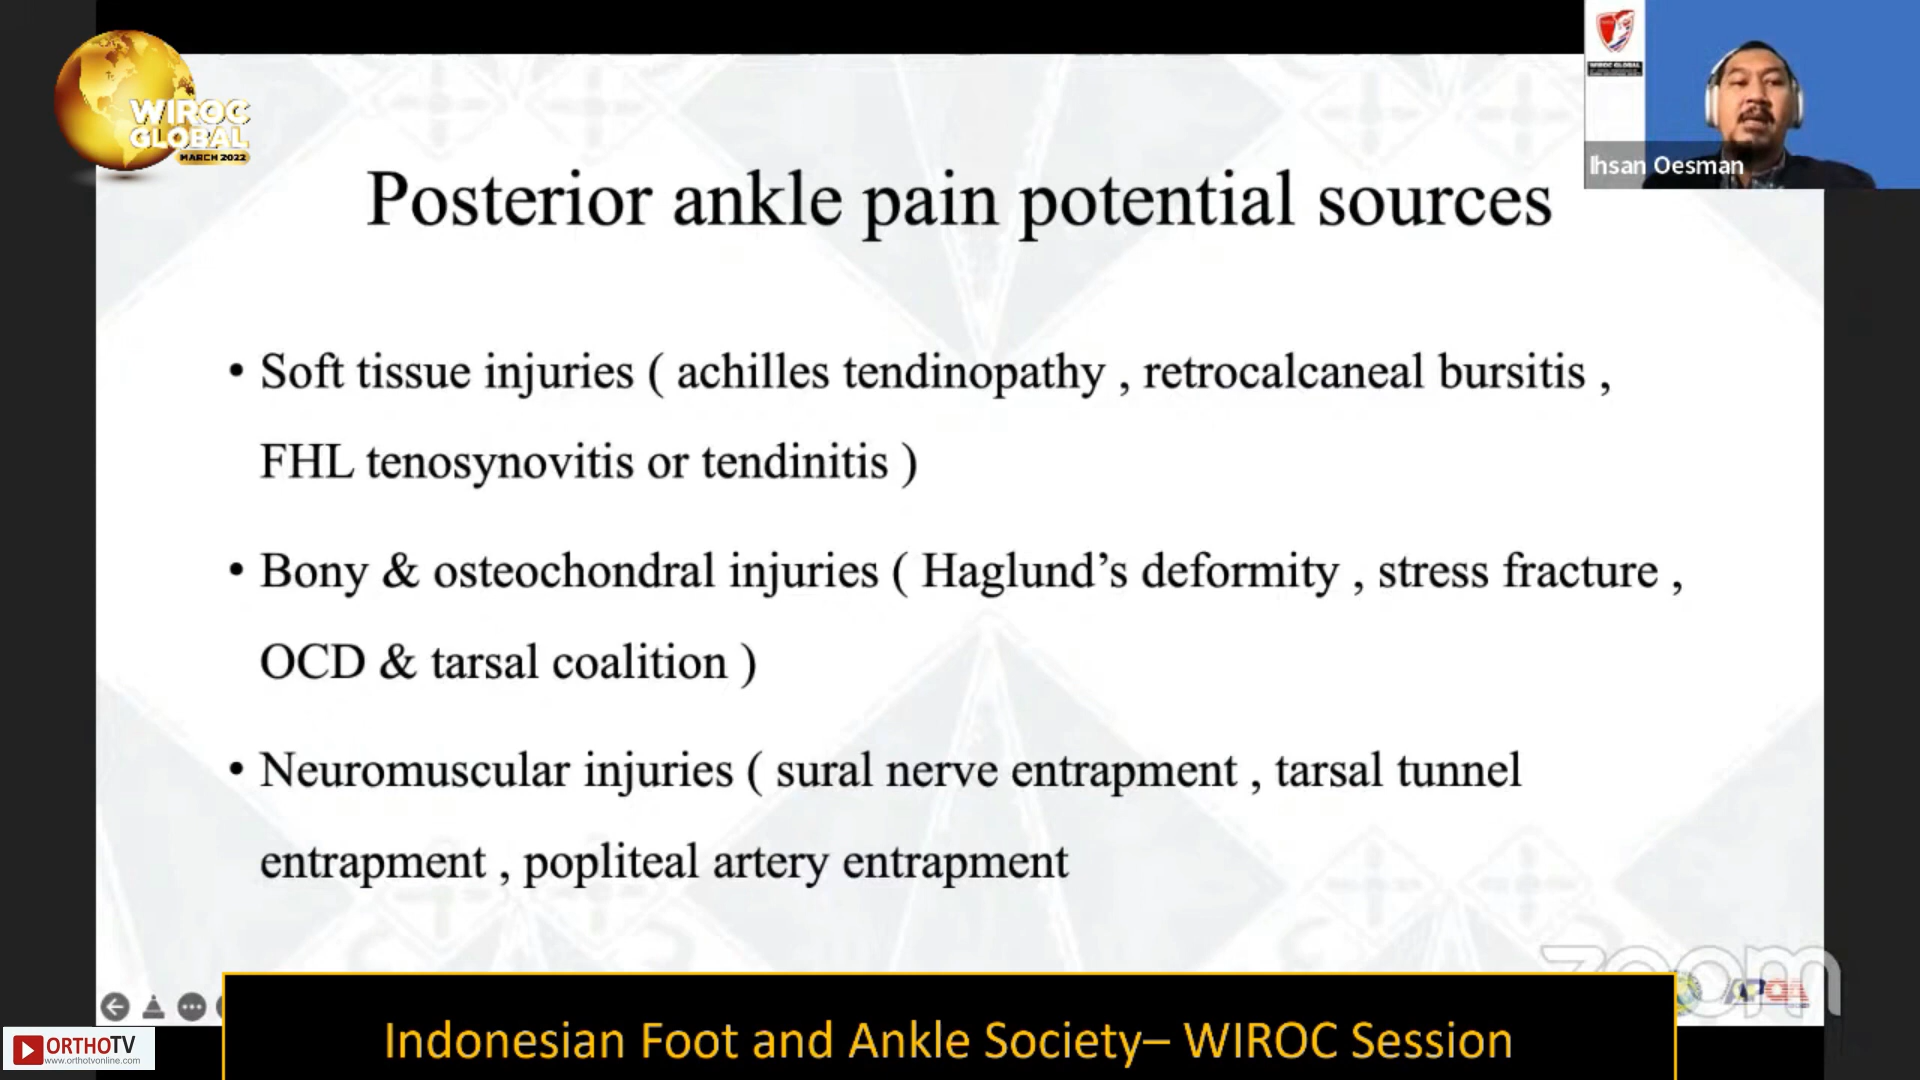 WIROC
GLOBAL
MARCH 2022
WIROC GLOBAL
Ihsan Oesman
Posterior ankle pain potential sources
• Soft tissue injuries ( achilles tendinopathy , retrocalcaneal bursitis ,
FHL tenosynovitis or tendinitis )
• Bony & osteochondral injuries ( Haglund’s deformity , stress fracture ,
OCD & tarsal coalition )
• Neuromuscular injuries ( sural nerve entrapment , tarsal tunnel
entrapment , popliteal artery entrapment
zoom
Indonesian Foot and Ankle Society– WIROC Session
ORTHOTV
www.orthotvonline.com